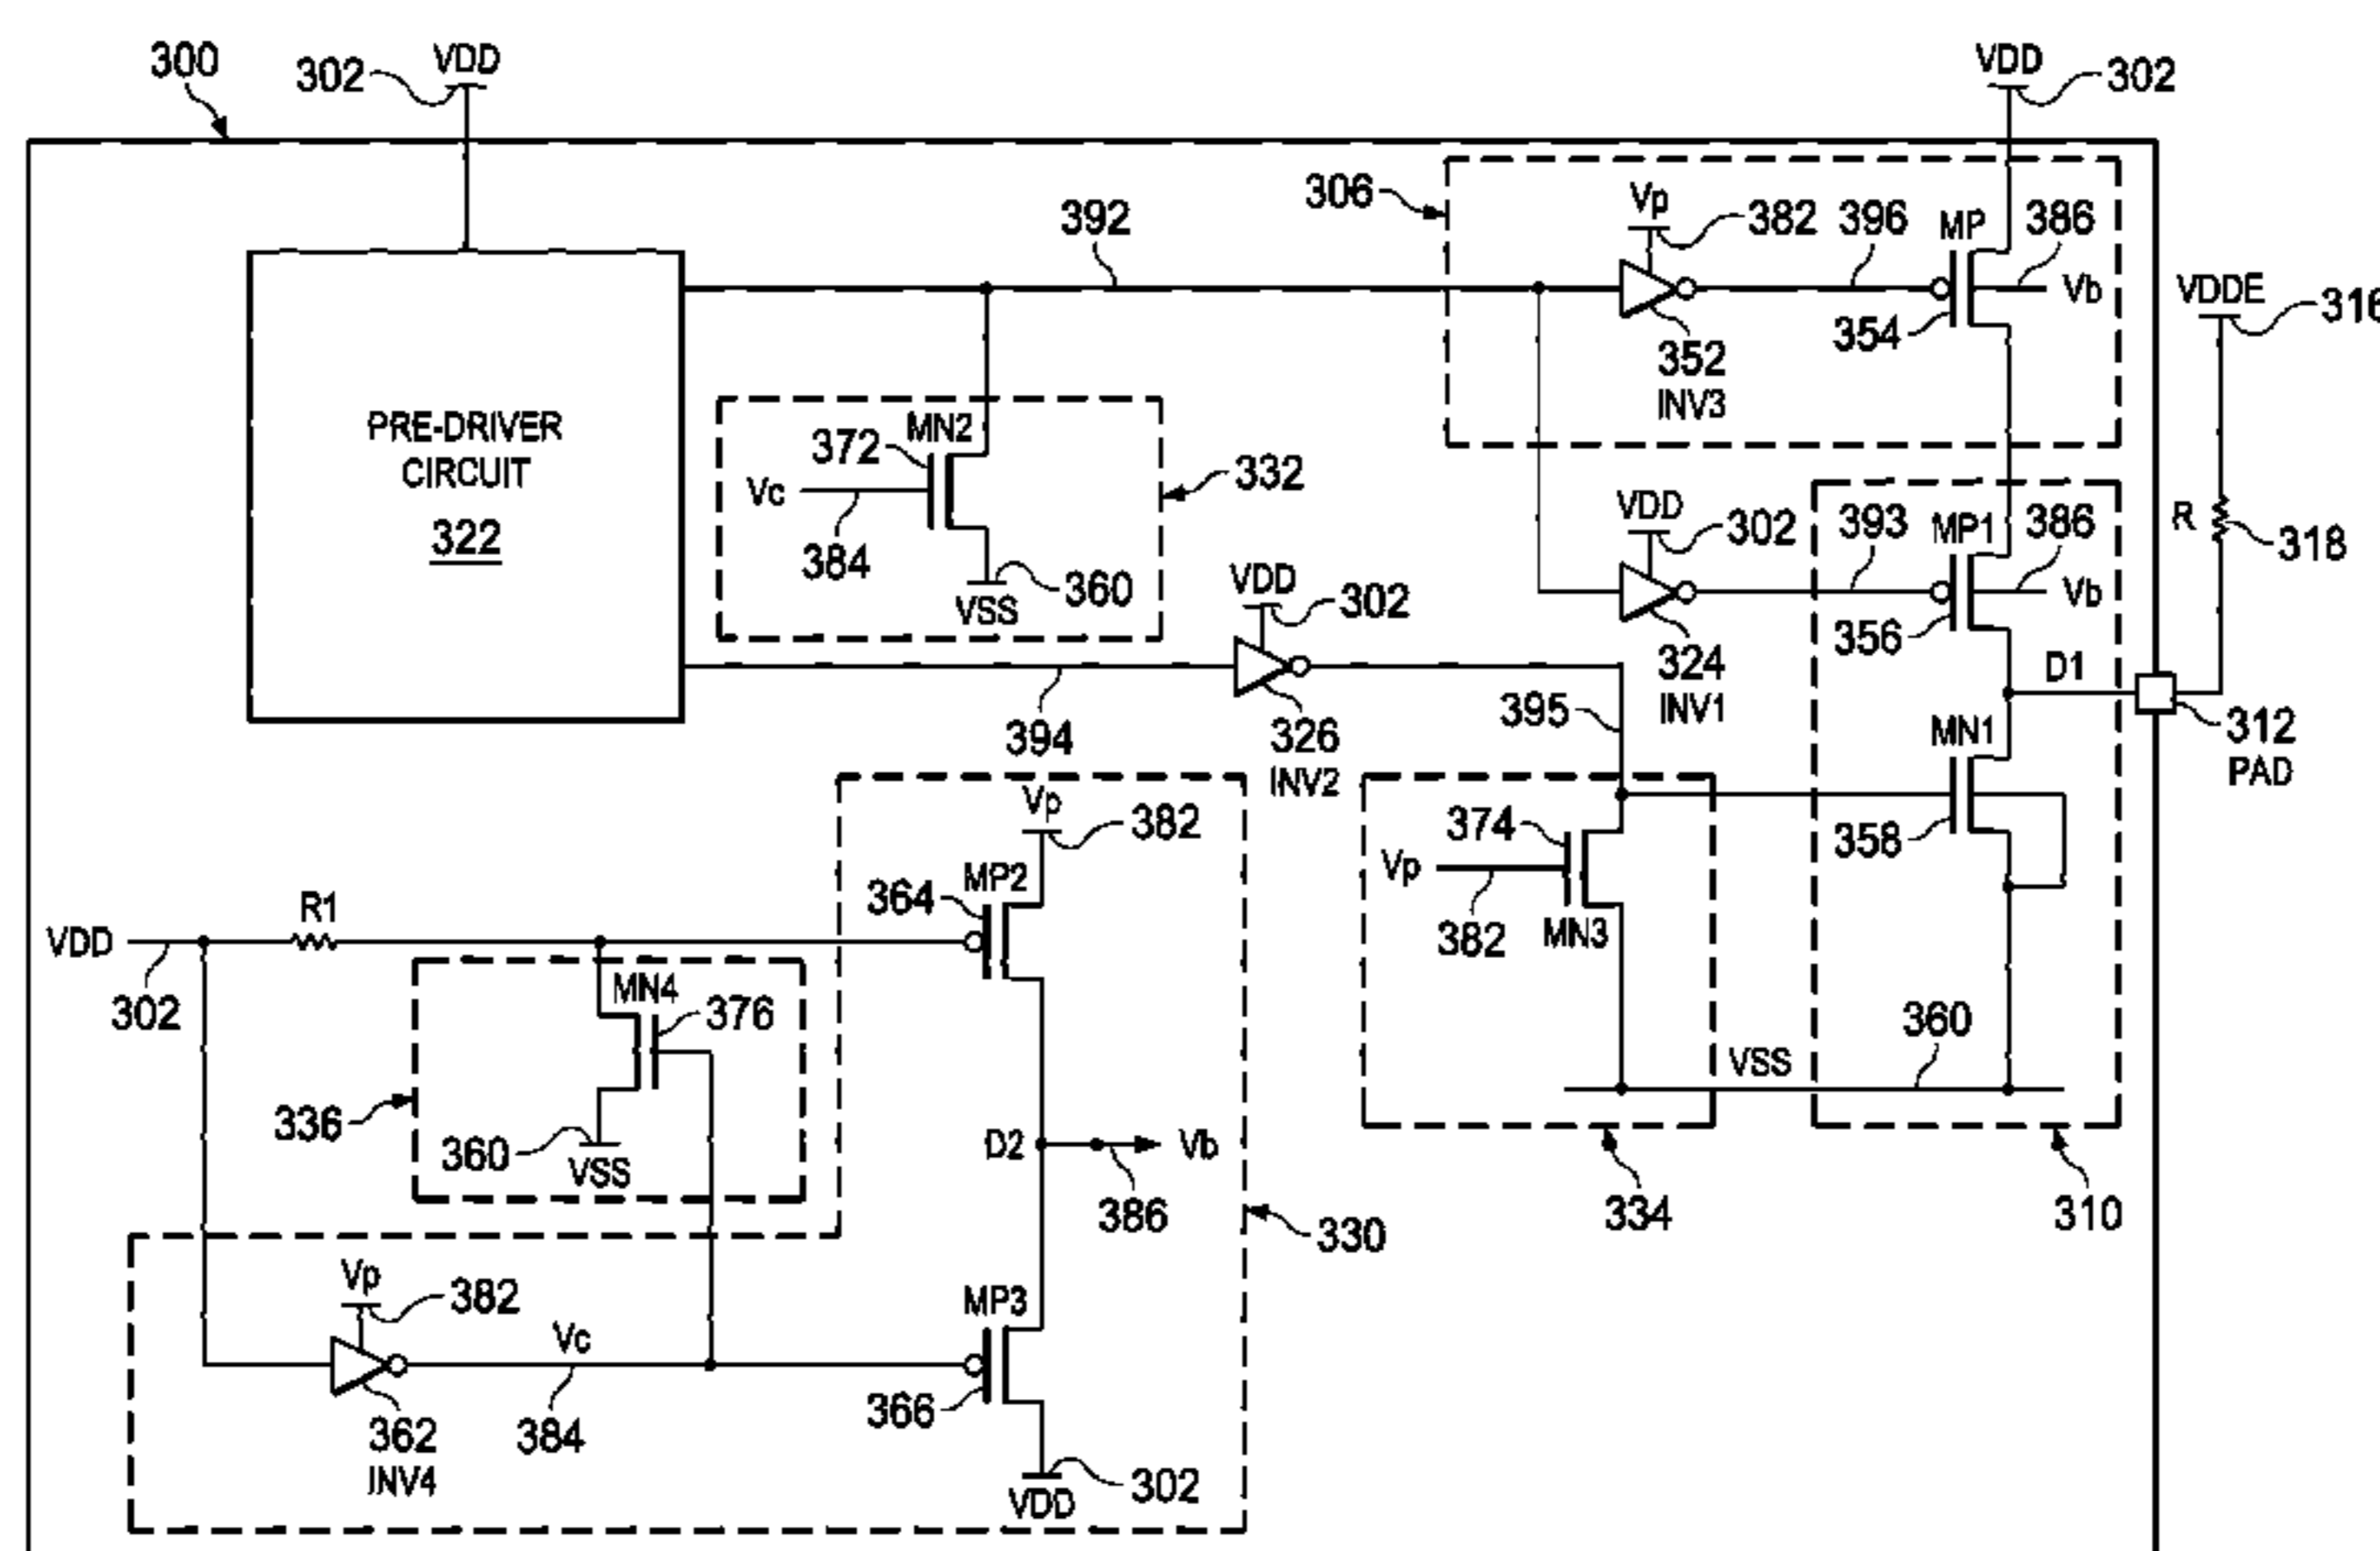 300
302
VDD
VDD
302
306
Vp
382
396
MP
386
392
Vb
VDDE
316
354
352
INV3
PRE-DRIVER
CIRCUIT
322
MN2
372
Vc
384
332
360
VSS
VDD
302
393
MP1
386
R
318
VDD
302
Vb
356
324
INV1
D1
394
326
INV2
395
MN1
312
PAD
Vp
382
374
358
Vp
382
MN3
MP2
364
R1
VDD
302
MN4
376
336
360
VSS
VSS
360
D2
Vb
386
330
334
310
Vp
382
Vc
MP3
362
INV4
384
366
302
VDD